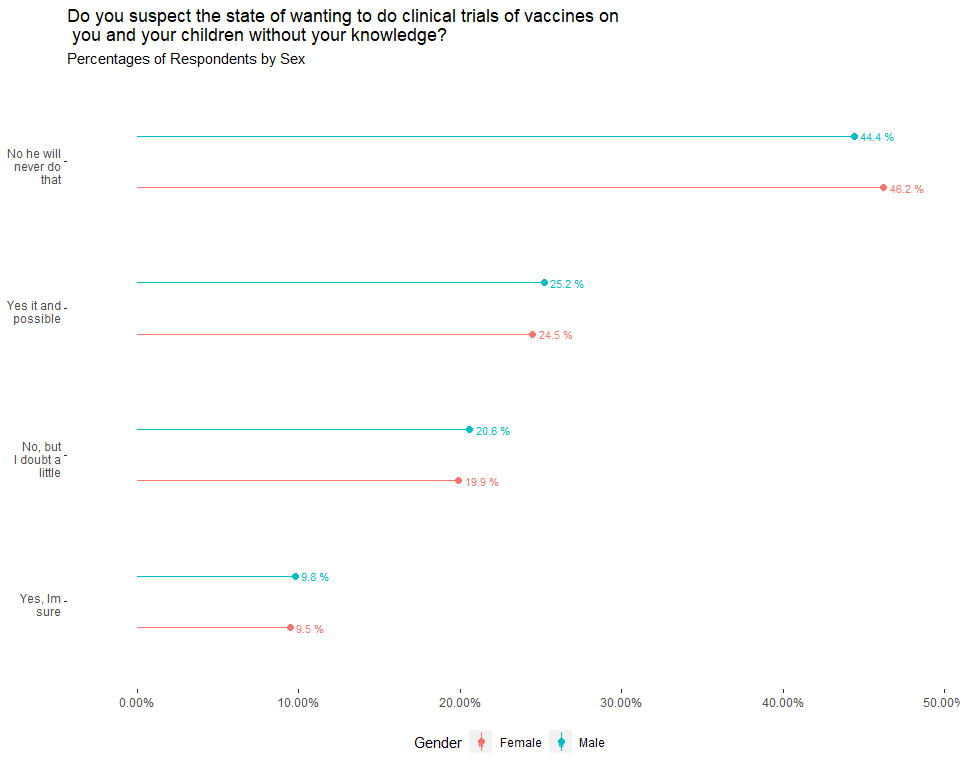 Do you suspect the state of wanting to do clinical trials of vaccines on
you and your children without your knowledge?
Percentages of Respondents by Sex
44.4 %
No he will
never do
that
46.2 %
25.2 %
Yes it and
possible
24.5 %
20.6 %
No, but
I doubt a
little
19.9 %
9.8 %
Yes, Im
sure
9.5 %
0.00% 10.00% 20.00% 30.00% 40.00% 50.00%
Gender Female Male